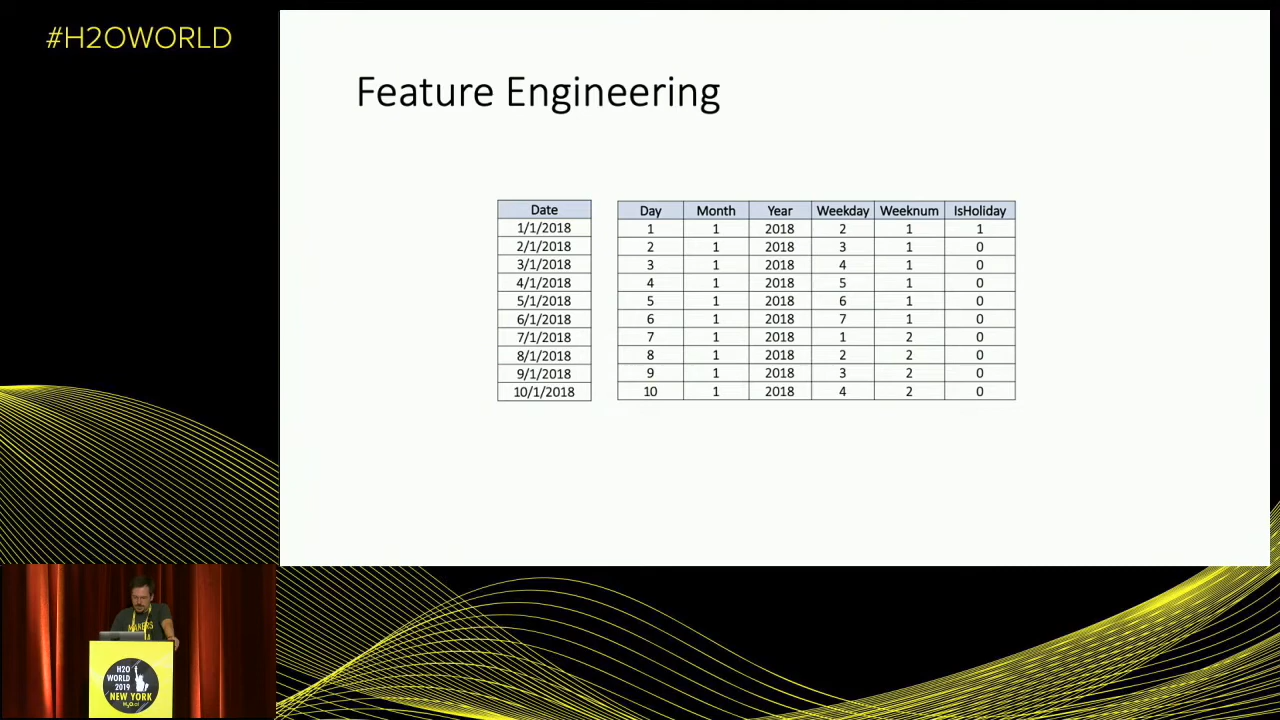 #H2OWORLD
Feature Engineering
Date
1/1/2018
2/1/2018
3/1/2018
4/1/2018
5/1/2018
6/1/2018
7/1/2018
8/1/2018
9/1/2018
10/1/2018
Day Month Year Weekday Weeknum IsHoliday
1 1 2018 2 1 1
2 1 2018 3 1 0
3 1 2018 4 1 0
4 1 2018 5 1 0
5 1 2018 6 1 0
6 1 2018 7 1 0
7 1 2018 1 2 0
8 1 2018 2 2 0
9 1 2018 3 2 0
10 1 2018 4 2 0
MAKERS
H2O
WORLD
2019
NEW YORK
H2O.ai